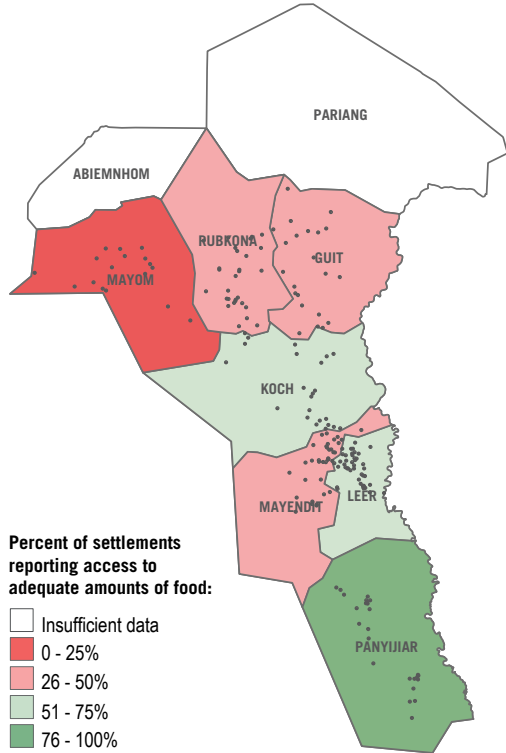 PARIANG
ABIEMNHOM
RUBKONA
GUIT
MAYOM
KOCH
LEER
MAYENDIT
PANYIJIAR
Percent of settlements
reporting access to
adequate amounts of food:
Insufficient data
0 - 25%
26 - 50%
51 - 75%
76 - 100%